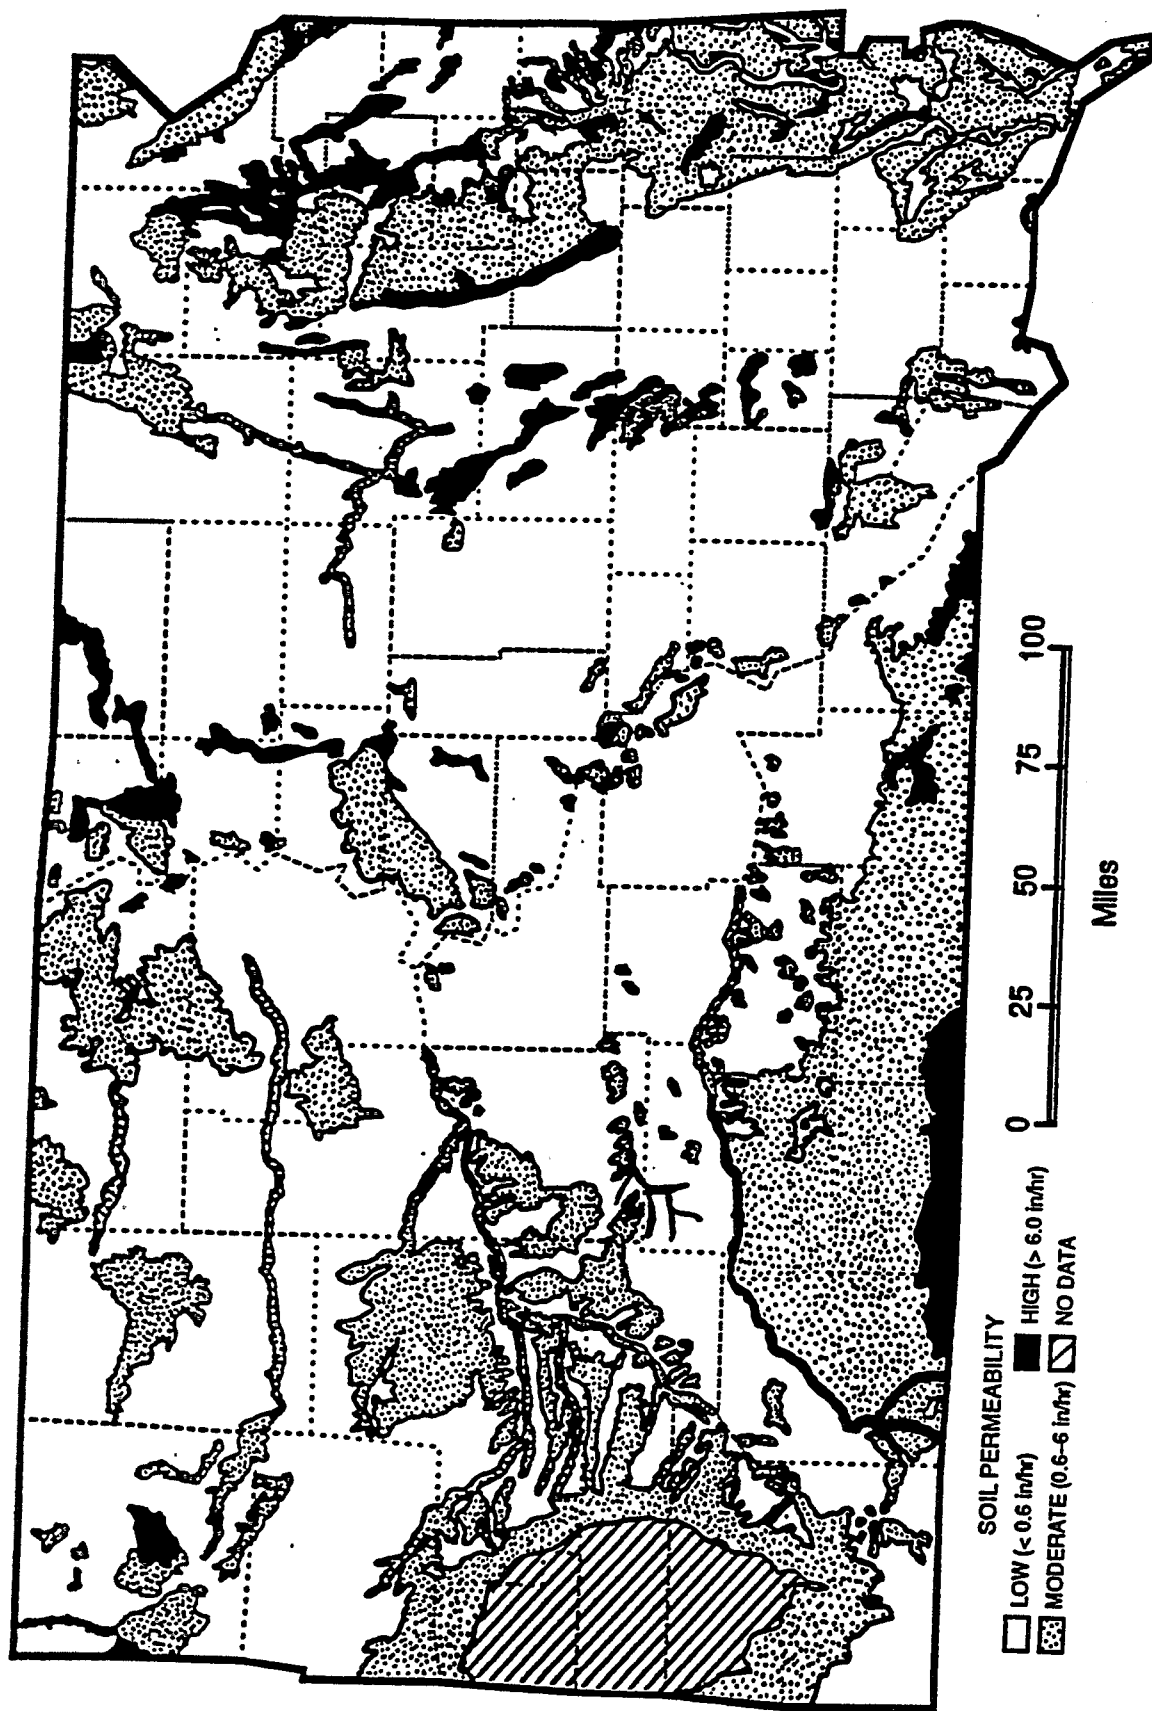 SOIL PERMEABILITY
LOW (< 0.6 in/hr) HIGH (> 6.0 in/hr)
MODERATE (0.6–6 in/hr) NO DATA
0 25 50 75 100
Miles